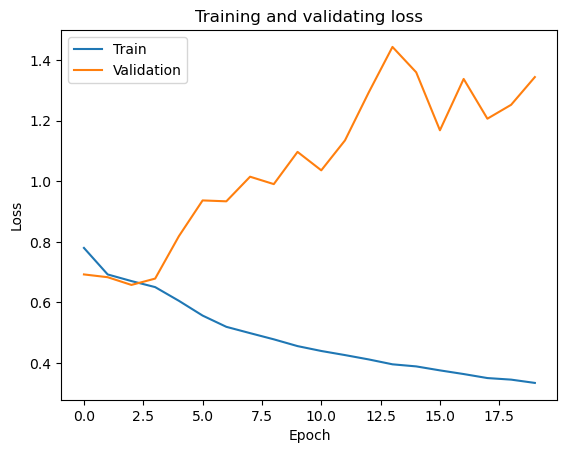 Training and validating loss
Train
Validation
1.4
1.2
1.0
0.8
0.6
0.4
Loss
0.0 2.5 5.0 7.5 10.0 12.5 15.0 17.5
Epoch